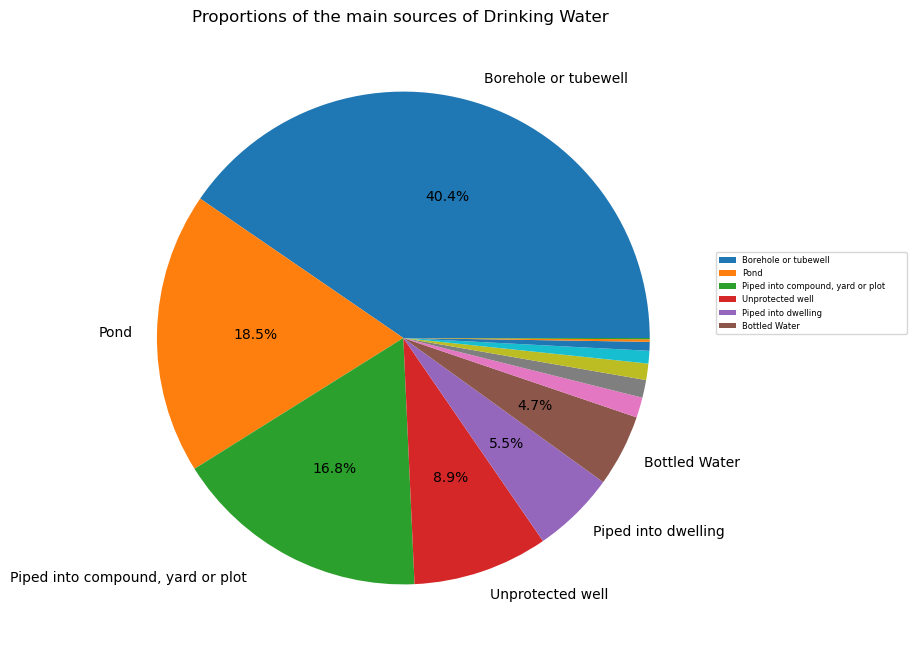 Proportions of the main sources of Drinking Water
Borehole or tubewell
40.4%
Pond
18.5%
Piped into compound, yard or plot
16.8%
Unprotected well
8.9%
Piped into dwelling
5.5%
Bottled Water
4.7%
Borehole or tubewell
Pond
Piped into compound, yard or plot
Unprotected well
Piped into dwelling
Bottled Water